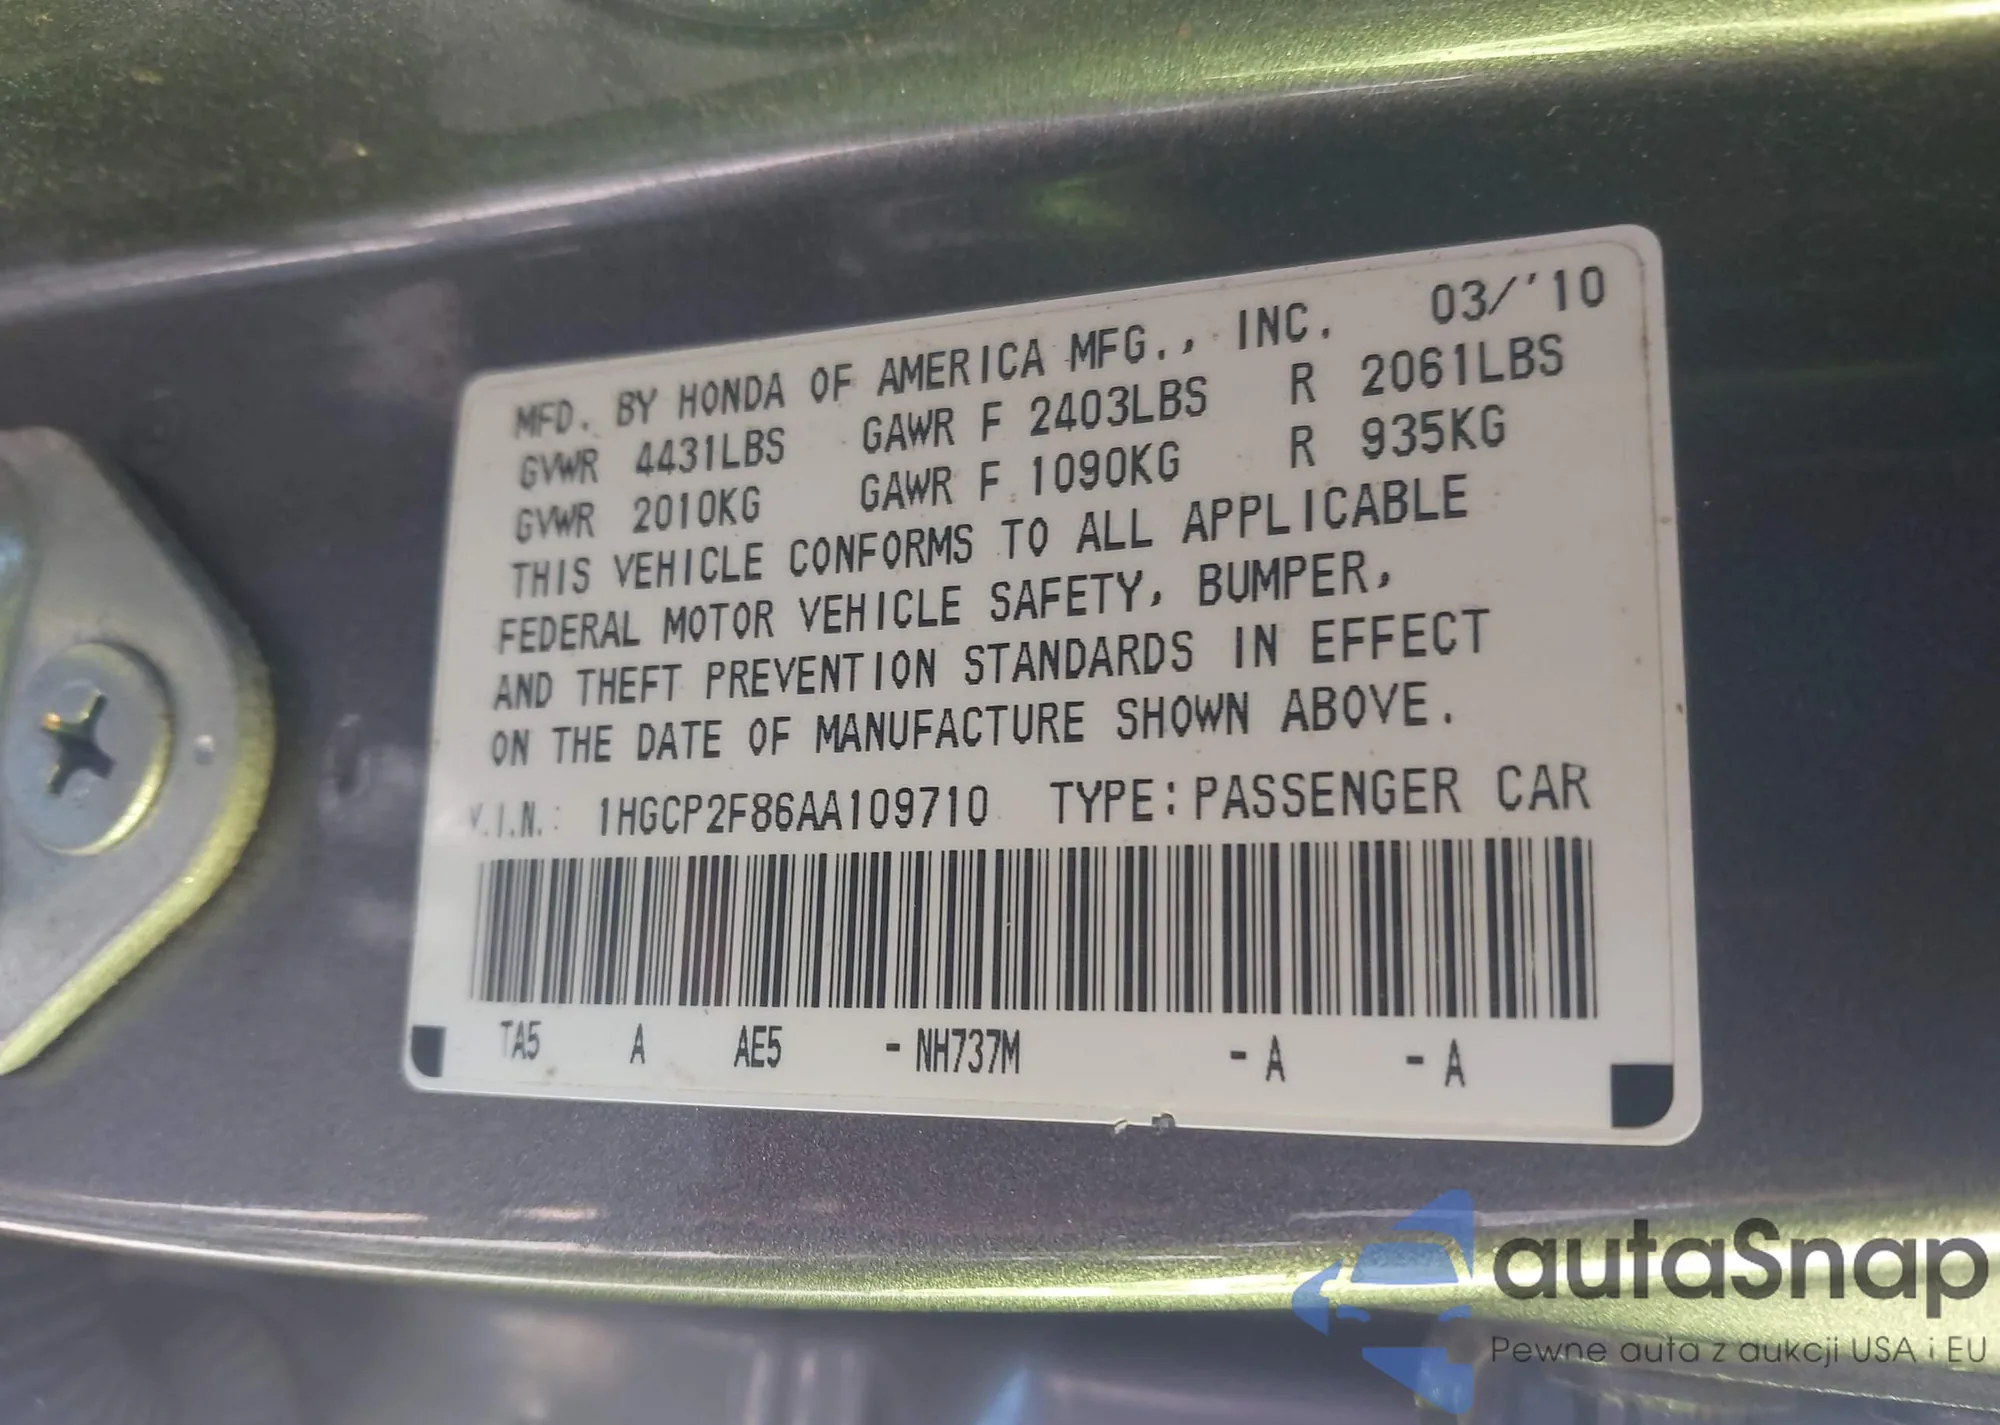 MFD. BY HONDA OF AMERICA MFG., INC. 03/'10
GVWR 4431LBS GAWR F 2403LBS R 2061LBS
GVWR 2010KG GAWR F 1090KG R 935KG
THIS VEHICLE CONFORMS TO ALL APPLICABLE
FEDERAL MOTOR VEHICLE SAFETY, BUMPER,
AND THEFT PREVENTION STANDARDS IN EFFECT
ON THE DATE OF MANUFACTURE SHOWN ABOVE.
V.I.N.: 1HGCP2F86AA109710 TYPE: PASSENGER CAR
TA5 A AE5 - NH737M - A - A
autaSnap
Pewne auta z aukcji USA i EU